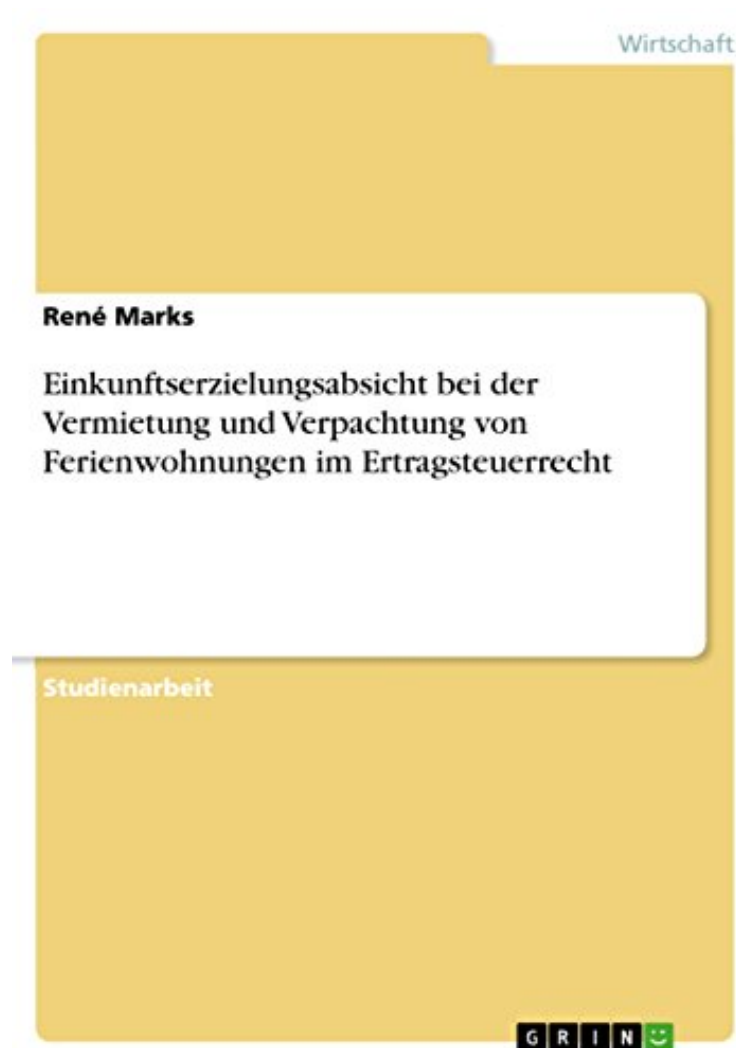 Wirtschaft
René Marks
Einkunftserzielungsabsicht bei der
Vermietung und Verpachtung von
Ferienwohnungen im Ertragsteuerrecht
Studienarbeit
GRIN